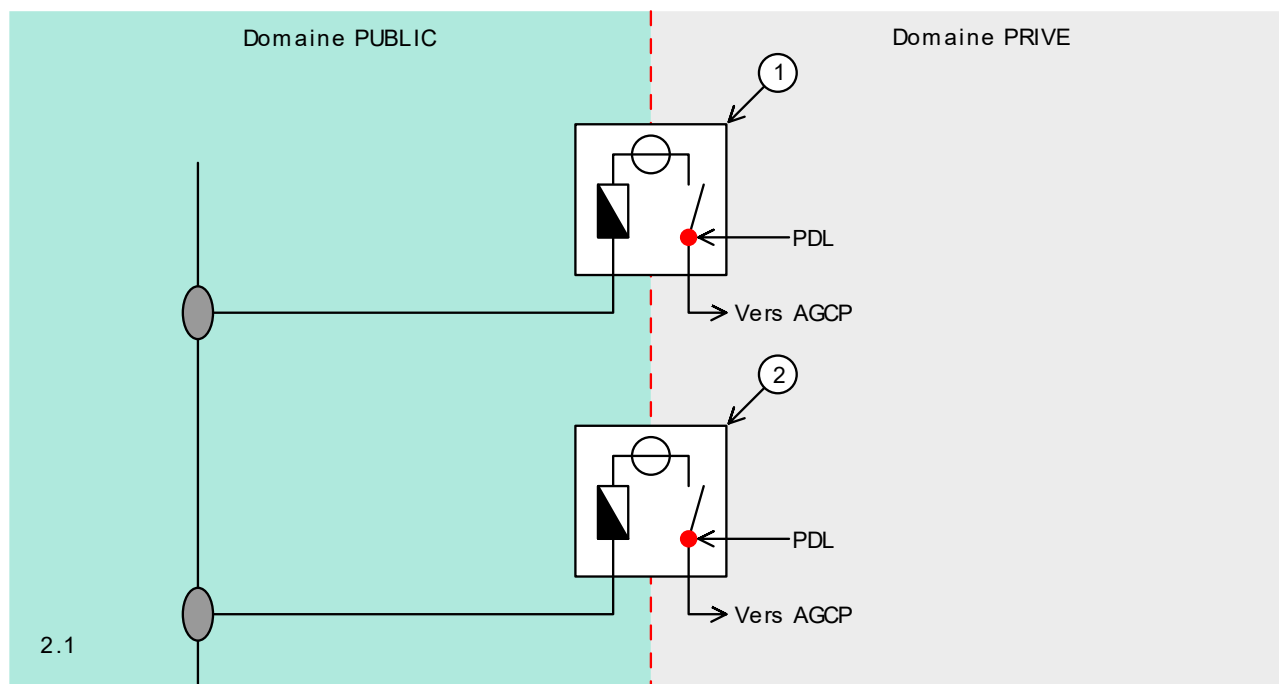 Domaine PUBLIC
Domaine PRIVE
1
PDL
Vers AGCP
2
PDL
Vers AGCP
2.1